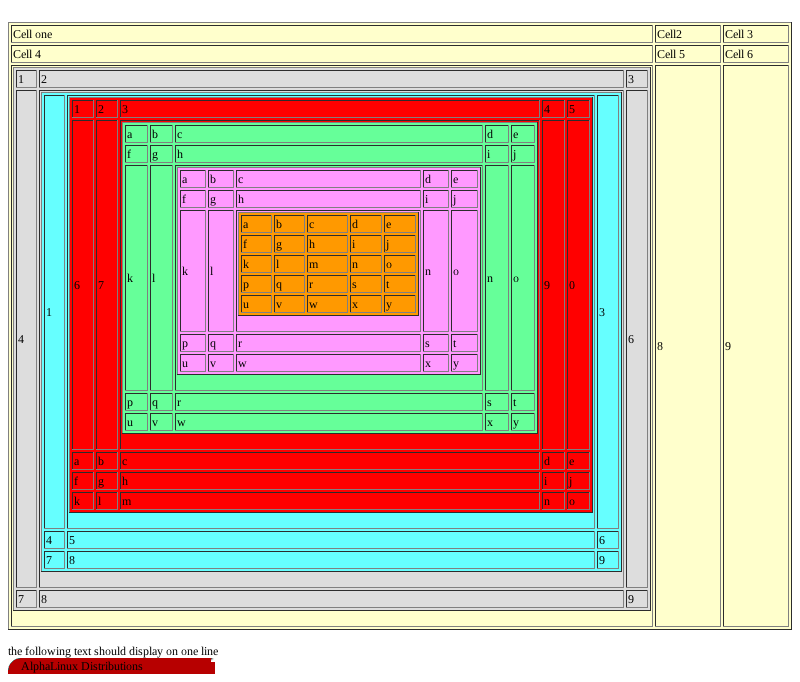 Cell one Cell2 Cell 3
Cell 4 Cell 5 Cell 6
1 2 3
1 2 3 4 5
a b c d e
f g h i j
a b c d e
f g h i j
a b c d e
f g h i j
k l m n o
k l n o
k l n o
6 7 9 0
p q r s t
u v w x y
1 3
4 6
8 9
p q r s t
u v w x y
p q r s t
u v w x y
a b c d e
f g h i j
k l m n o
4 5 6
7 8 9
7 8 9
the following text should display on one line
AlphaLinux Distributions